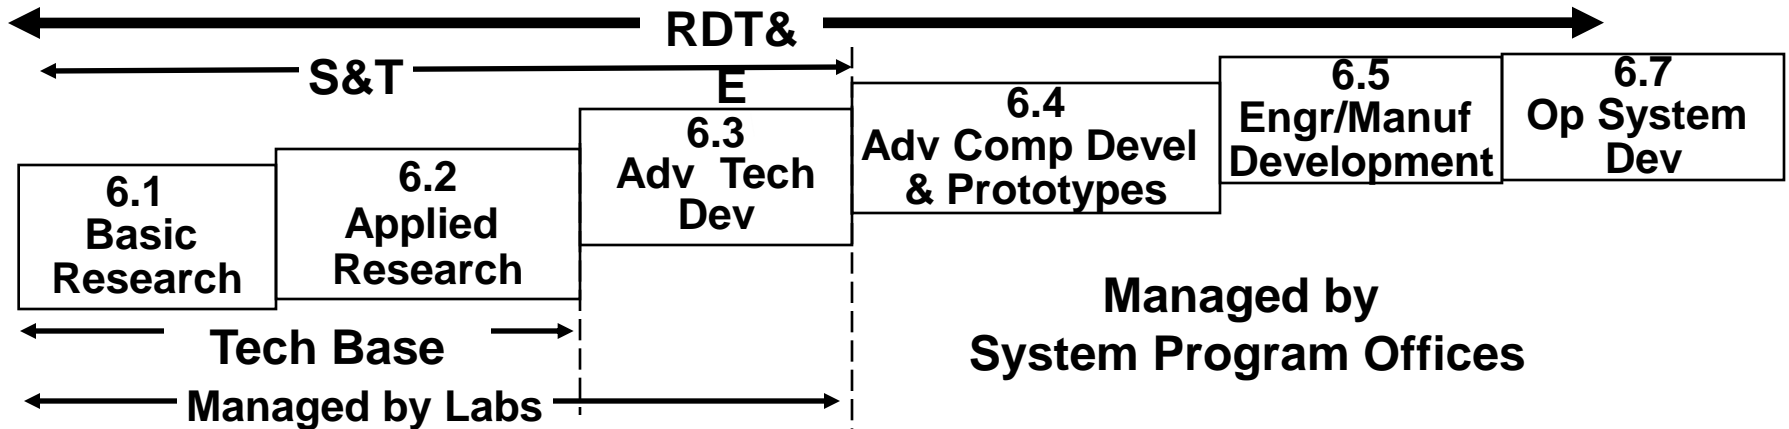 RDT&
E
S&T
6.1
Basic
Research
6.2
Applied
Research
6.3
Adv Tech
Dev
6.4
Adv Comp Devel
& Prototypes
6.5
Engr/Manuf
Development
6.7
Op System
Dev
Tech Base
Managed by Labs
Managed by
System Program Offices